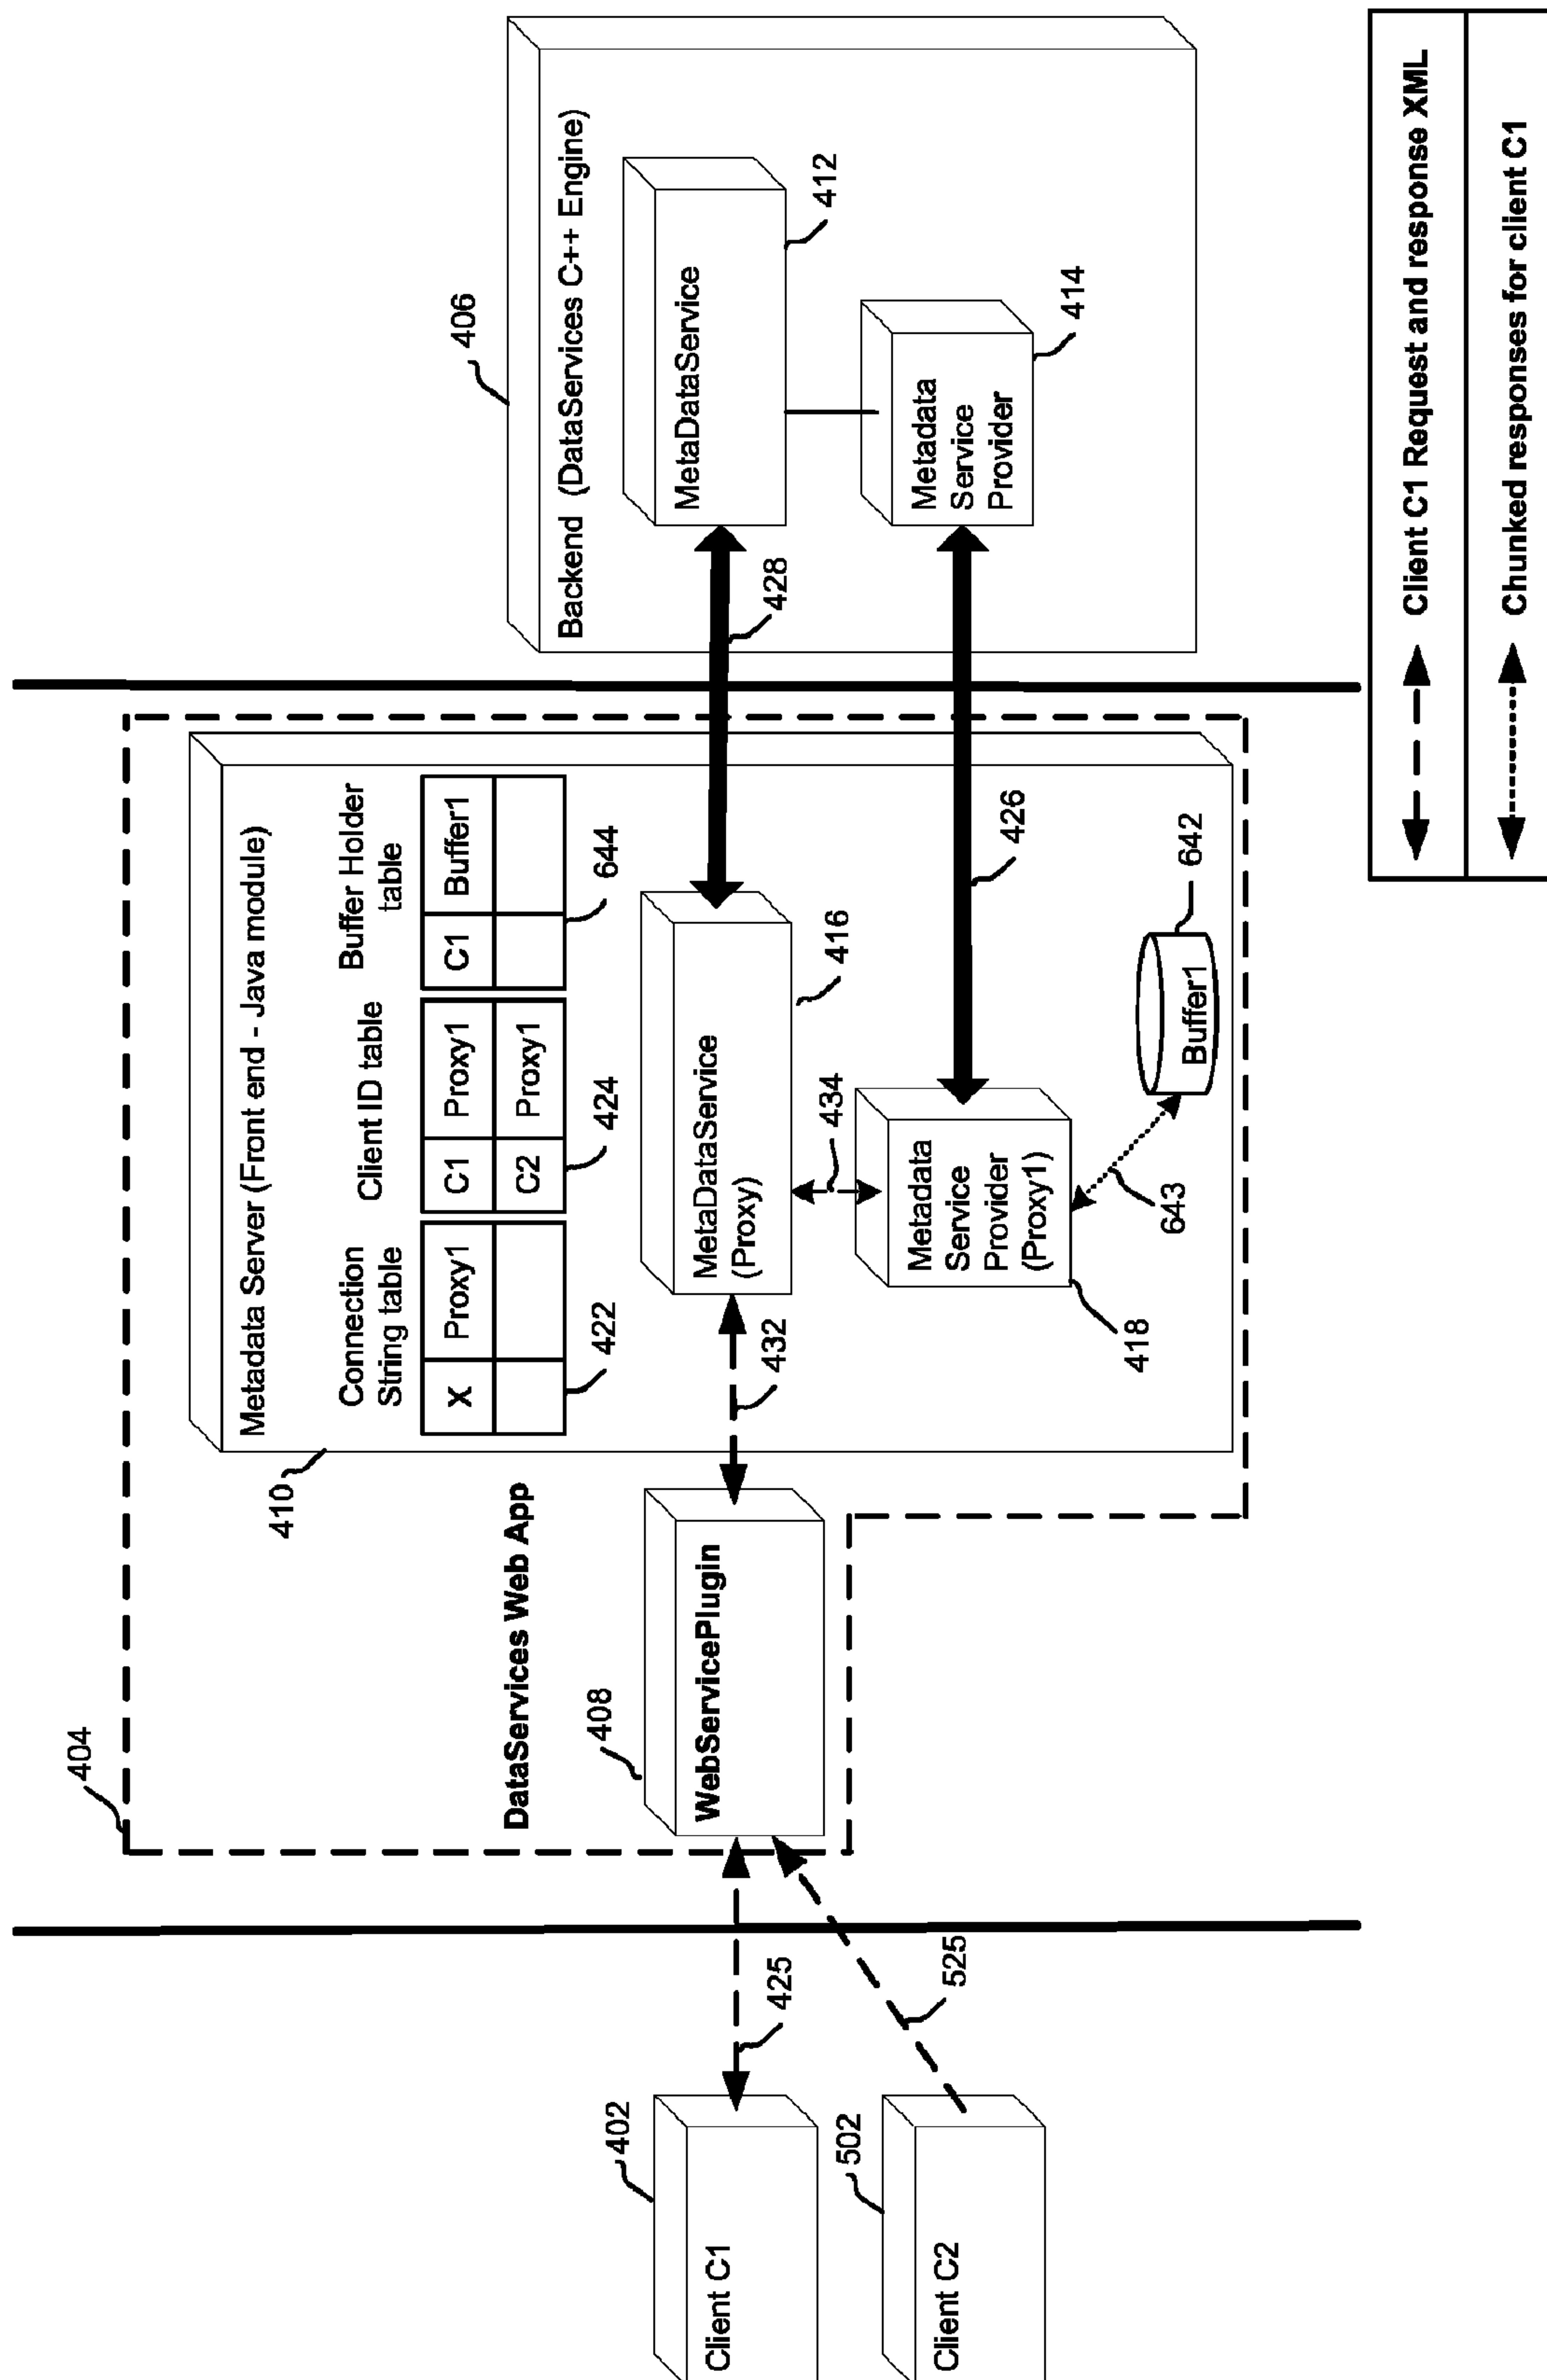 404
DataServices Web App
410
Metadata Server (Front end - Java module)
Connection
String table
X
Proxy1
422
Client ID table
C1
Proxy1
C2
Proxy1
424
Buffer Holder
table
C1
Buffer1
644
406
Backend (DataServices C++ Engine)
MetaDataService
412
Metadata
Service
Provider
414
402
Client C1
425
502
Client C2
525
408
WebServicePlugin
432
MetaDataService
(Proxy)
416
428
434
Metadata
Service
Provider
(Proxy1)
418
426
643
Buffer1
642
Client C1 Request and response XML
Chunked responses for client C1